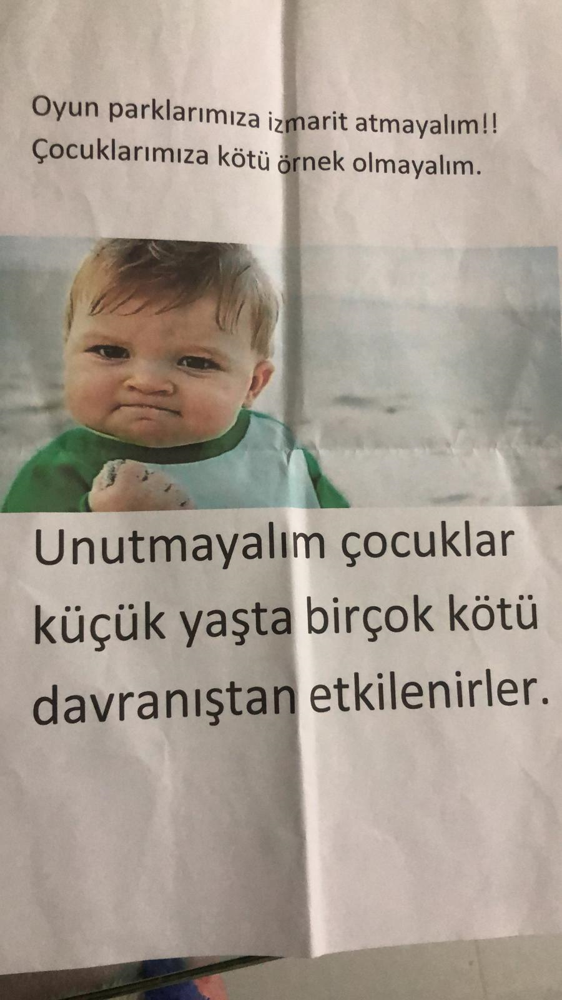 Oyun parklarımıza izmarit atmayalım!!
Çocuklarımıza kötü örnek olmayalım.
Unutmayalım çocuklar
küçük yaşta birçok kötü
davranıştan etkilenirler.